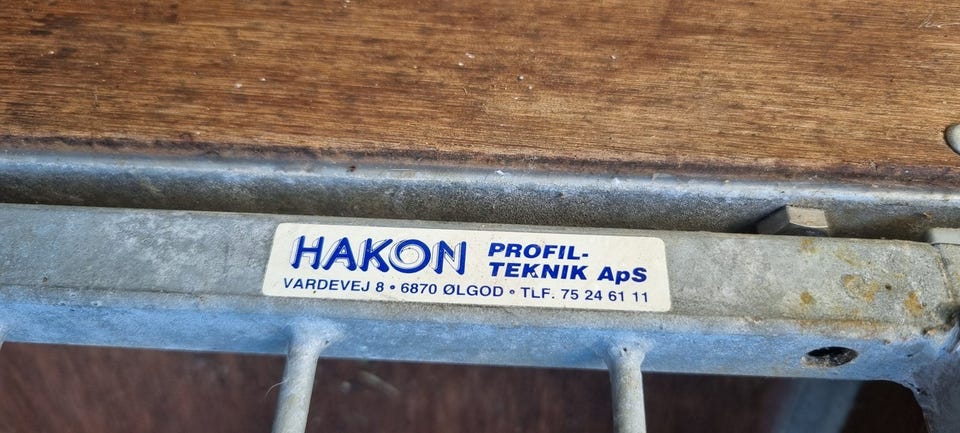 HAKON PROFIL-
TEKNIK ApS
VARDEVEJ 8 • 6870 ØLGOD • TLF. 75 24 61 11